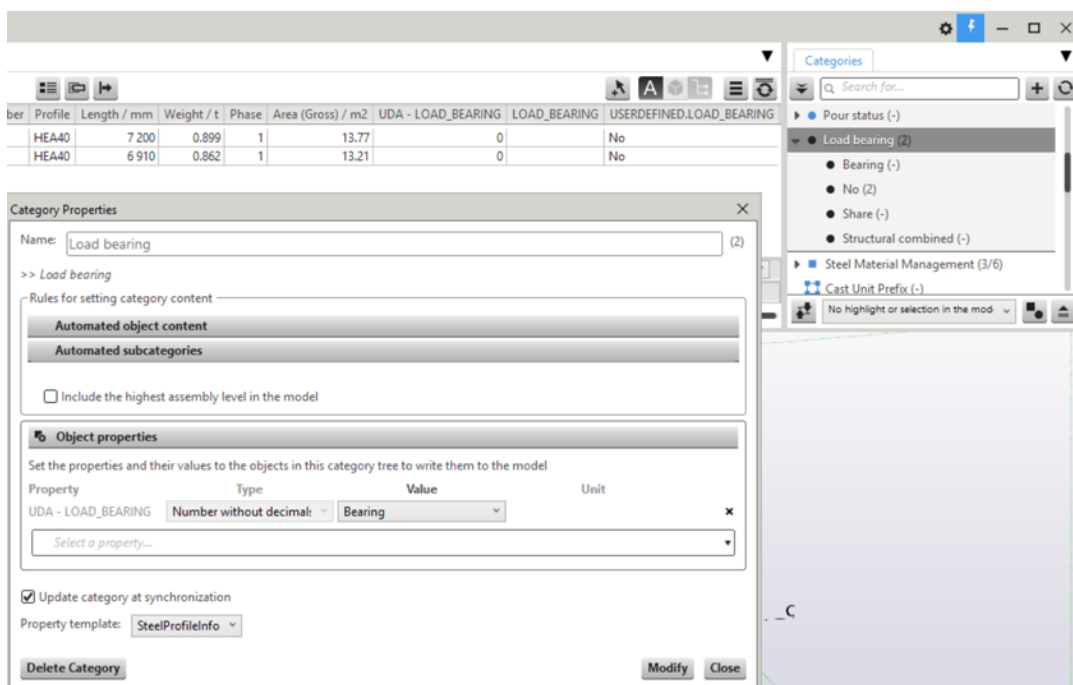 Categories
Search for...
ber Profile Length / mm Weight / t Phase Area (Gross) / m2 UDA - LOAD_BEARING LOAD_BEARING USERDEFINED.LOAD_BEARING
HEA40 7 200 0.899 1 13.77 0 No
HEA40 6 910 0.862 1 13.21 0 No
Pour status (-)
Load bearing (2)
Bearing (-)
No (2)
Share (-)
Structural combined (-)
Steel Material Management (3/6)
Cast Unit Prefix (-)
No highlight or selection in the mod
Category Properties
Name: Load bearing (2)
>> Load bearing
Rules for setting category content
Automated object content
Automated subcategories
Include the highest assembly level in the model
Object properties
Set the properties and their values to the objects in this category tree to write them to the model
Property Type Value Unit
UDA - LOAD_BEARING Number without decimals Bearing
Select a property...
Update category at synchronization
Property template: SteelProfileInfo
Delete Category Modify Close